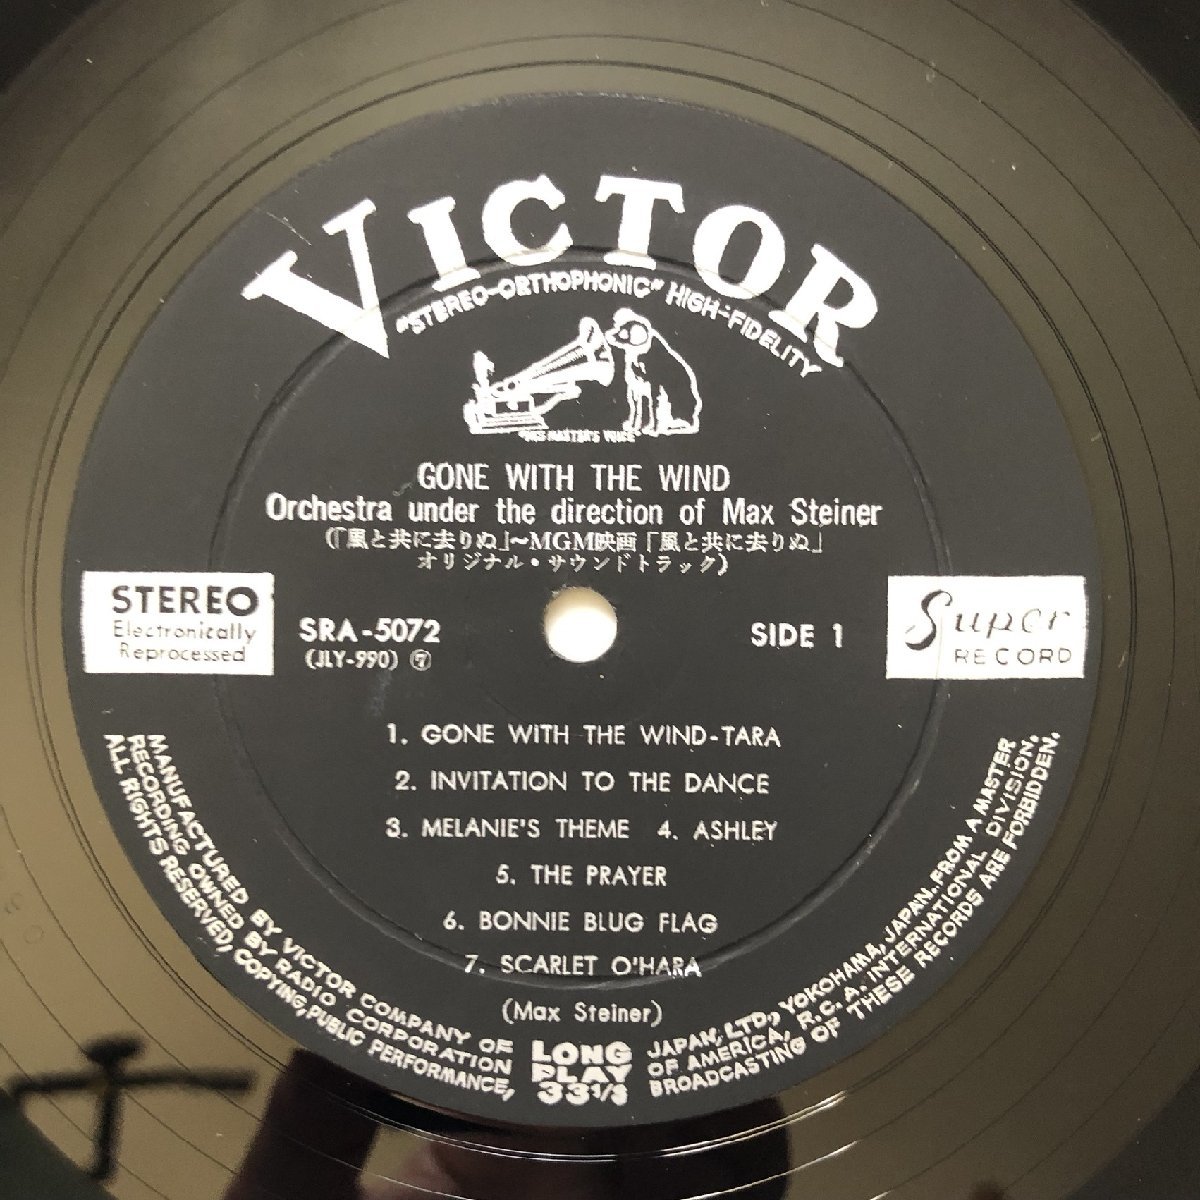 VICTOR
"STEREO-ORTHOPHONIC" HIGH-FIDELITY
"HIS MASTER'S VOICE"
GONE WITH THE WIND
Orchestra under the direction of Max Steiner
(「風と共に去りぬ」~MGM映画「風と共に去りぬ」
オリジナル・サウンドトラック)
STEREO
Electronically
Reprocessed
SRA-5072
(JLY-990) ⑦
SIDE 1
Super
RECORD
1. GONE WITH THE WIND-TARA
2. INVITATION TO THE DANCE
3. MELANIE'S THEME 4. ASHLEY
5. THE PRAYER
6. BONNIE BLUG FLAG
7. SCARLET O'HARA
(Max Steiner)
LONG
PLAY
33 1/3
MANUFACTURED BY VICTOR COMPANY OF JAPAN, LTD., YOKOHAMA, JAPAN, FROM A MASTER
RECORDING OWNED BY RADIO CORPORATION OF AMERICA, R.C.A. INTERNATIONAL DIVISION.
ALL RIGHTS RESERVED, COPYING, PUBLIC PERFORMANCE, BROADCASTING OF THESE RECORDS ARE FORBIDDEN.